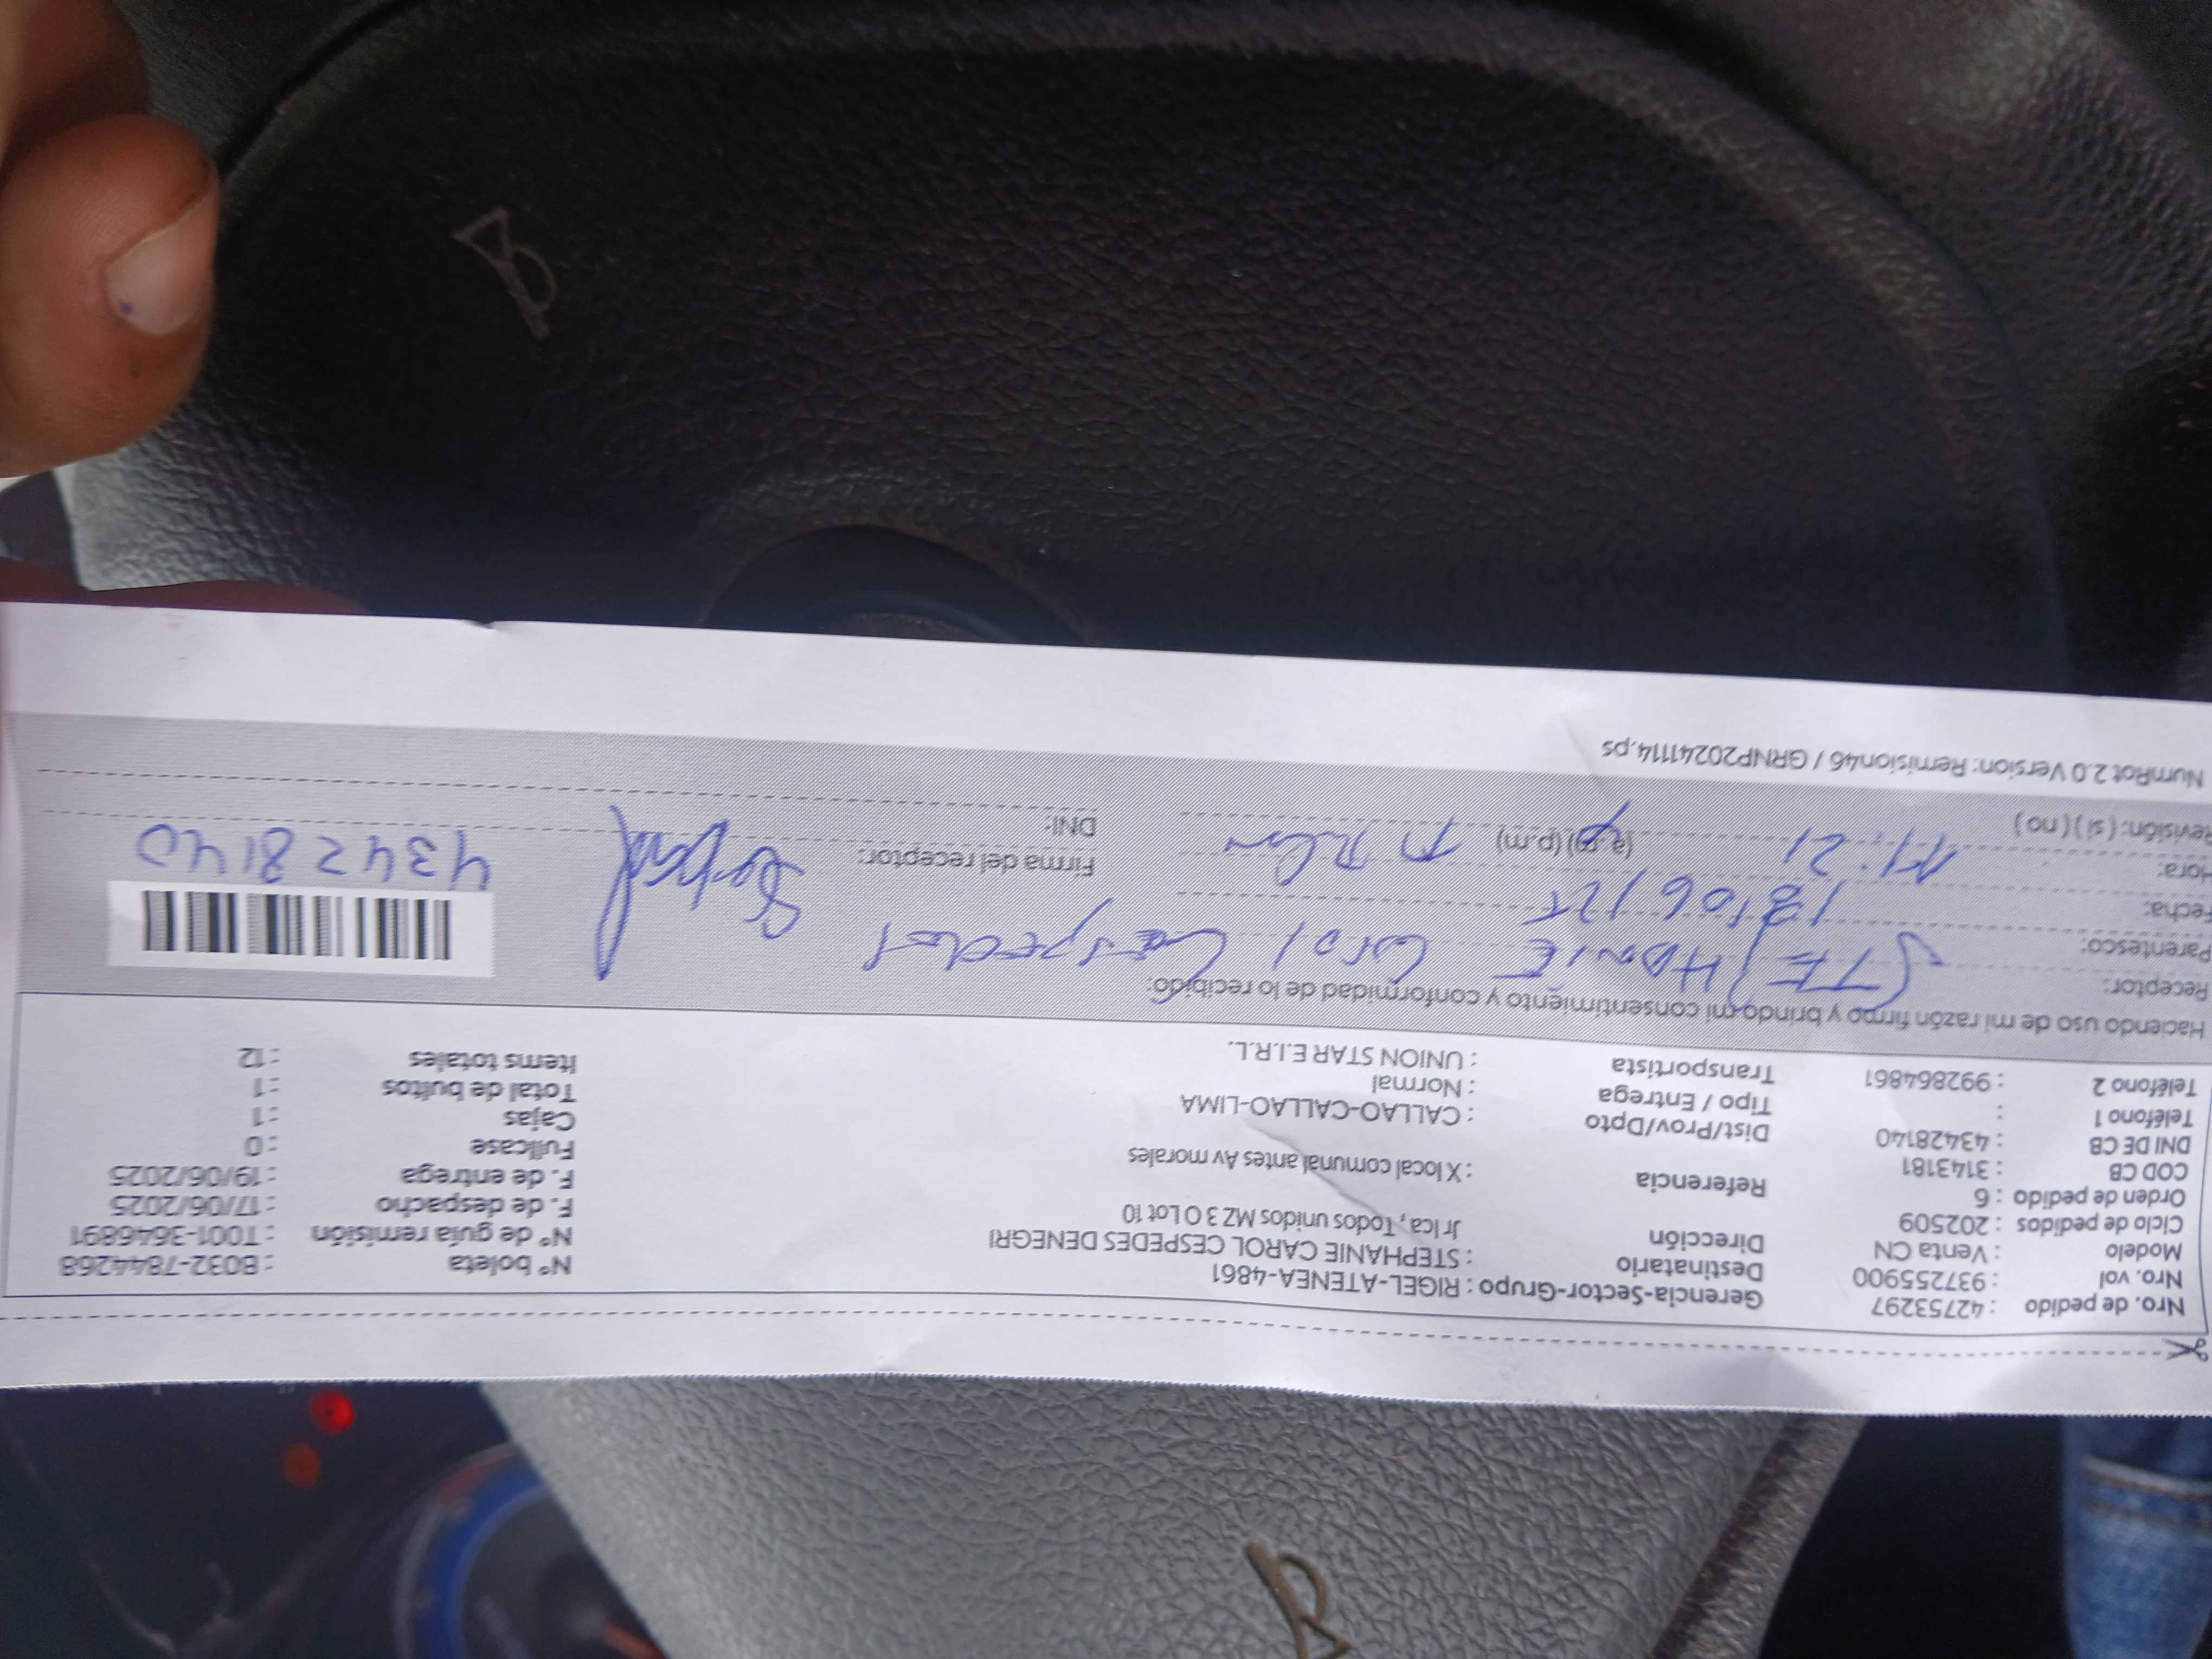 Nro. de pedido : 42753297
Nro. vol : 937255900
Modelo : Venta CN
Ciclo de pedidos : 202509
Orden de pedido : 6
COD CB : 3143181
DNI DE CB : 43428140
Teléfono 1 :
Teléfono 2 : 992864861
Gerencia-Sector-Grupo : RIGEL-ATENEA-4861
Destinatario : STEPHANIE CAROL CESPEDES DENEGRI
Dirección Jr Ica, Todos unidos MZ 3 O Lot 10
Referencia : X local comunal antes Av morales
Dist/Prov/Dpto : CALLAO-CALLAO-LIMA
Tipo / Entrega : Normal
Transportista : UNION STAR E.I.R.L.
N° boleta : B032-7844268
N° de guía remisión : T001-3646891
F. de despacho : 17/06/2025
F. de entrega : 19/06/2025
Fullcase : 0
Cajas : 1
Total de bultos : 1
Items totales : 12
Haciendo uso de mi razón firmo y brindo mi consentimiento y conformidad de lo recibido:
Receptor: STEPHANIE Carol Cespedes
Parentesco:
Fecha: 18/06/25
Hora: 11:21 (a.m) (p.m)
Revisión: ( si ) ( no )
Firma del receptor:
DNI: 43428140
NumRot 2.0 Version: Remision46 / GRNP20241114.ps